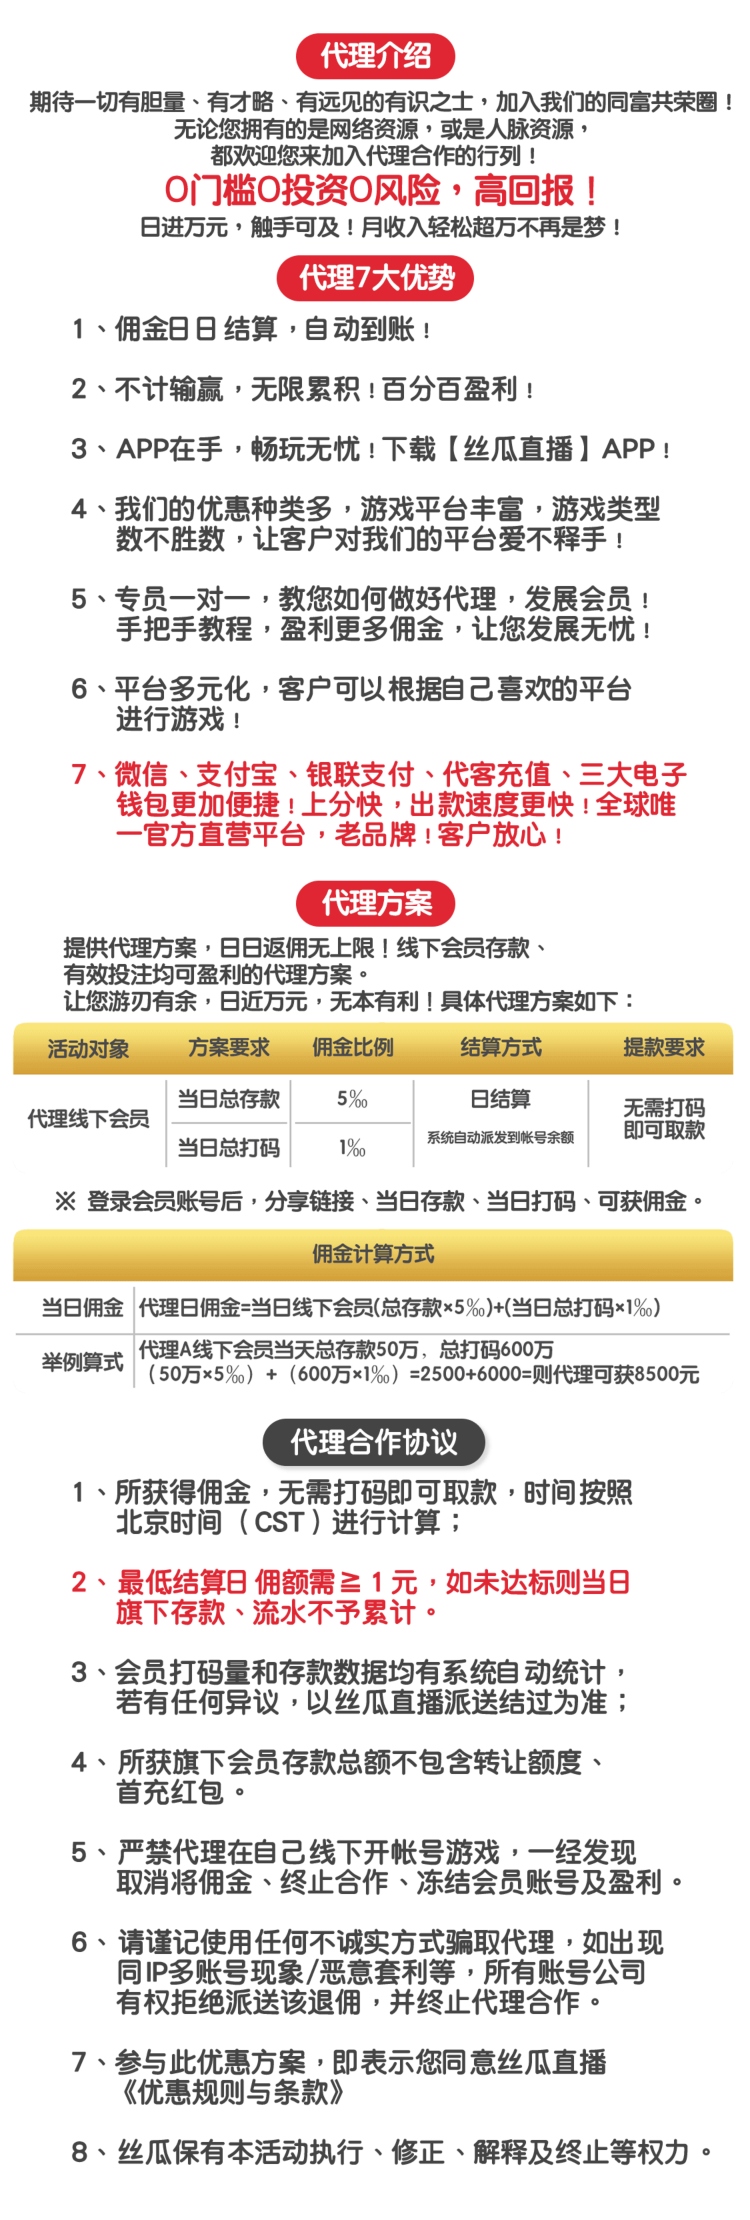 代理介绍
期待一切有胆量、有才略、有远见的有识之士，加入我们的同富共荣圈！
无论您拥有的是网络资源，或是人脉资源，
都欢迎您来加入代理合作的行列！
0门槛0投资0风险，高回报！
日进万元，触手可及！月收入轻松超万不再是梦！
代理7大优势
1、佣金日日结算，自动到账！
2、不计输赢，无限累积！百分百盈利！
3、APP在手，畅玩无忧！下载【丝瓜直播】APP！
4、我们的优惠种类多，游戏平台丰富，游戏类型
数不胜数，让客户对我们的平台爱不释手！
5、专员一对一，教您如何做好代理，发展会员！
手把手教程，盈利更多佣金，让您发展无忧！
6、平台多元化，客户可以根据自己喜欢的平台
进行游戏！
7、微信、支付宝、银联支付、代客充值、三大电子
钱包更加便捷！上分快，出款速度更快！全球唯
一官方直营平台，老品牌！客户放心！
代理方案
提供代理方案，日日返佣无上限！线下会员存款、
有效投注均可盈利的代理方案。
让您游刃有余，日近万元，无本有利！具体代理方案如下：
活动对象 方案要求 佣金比例 结算方式 提款要求
代理线下会员 当日总存款 5‰ 日结算 无需打码
当日总打码 1‰ 系统自动派发到帐号余额 即可取款
※ 登录会员账号后，分享链接、当日存款、当日打码、可获佣金。
佣金计算方式
当日佣金 代理日佣金=当日线下会员(总存款×5‰)+(当日总打码×1‰)
举例算式 代理A线下会员当天总存款50万，总打码600万
（50万×5‰）+（600万×1‰）=2500+6000=则代理可获8500元
代理合作协议
1、所获得佣金，无需打码即可取款，时间按照
北京时间（CST）进行计算；
2、最低结算日佣额需≧1元，如未达标则当日
旗下存款、流水不予累计。
3、会员打码量和存款数据均有系统自动统计，
若有任何异议，以丝瓜直播派送结过为准；
4、所获旗下会员存款总额不包含转让额度、
首充红包。
5、严禁代理在自己线下开帐号游戏，一经发现
取消将佣金、终止合作、冻结会员账号及盈利。
6、请谨记使用任何不诚实方式骗取代理，如出现
同IP多账号现象/恶意套利等，所有账号公司
有权拒绝派送该退佣，并终止代理合作。
7、参与此优惠方案，即表示您同意丝瓜直播
《优惠规则与条款》
8、丝瓜保有本活动执行、修正、解释及终止等权力。